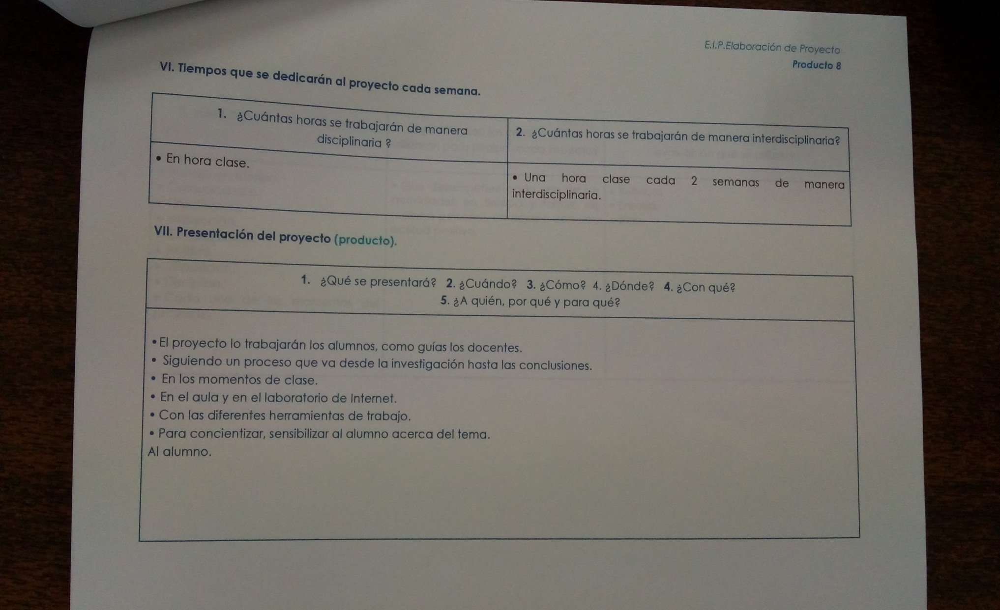 E.I.P.Elaboración de Proyecto
Producto 8
VI. Tiempos que se dedicarán al proyecto cada semana.
1. ¿Cuántas horas se trabajarán de manera
disciplinaria ?
2. ¿Cuántas horas se trabajarán de manera interdisciplinaria?
• En hora clase.
• Una hora clase cada 2 semanas de manera
interdisciplinaria.
VII. Presentación del proyecto (producto).
1. ¿Qué se presentará? 2. ¿Cuándo? 3. ¿Cómo? 4. ¿Dónde? 4. ¿Con qué?
5. ¿A quién, por qué y para qué?
• El proyecto lo trabajarán los alumnos, como guías los docentes.
• Siguiendo un proceso que va desde la investigación hasta las conclusiones.
• En los momentos de clase.
• En el aula y en el laboratorio de Internet.
• Con las diferentes herramientas de trabajo.
• Para concientizar, sensibilizar al alumno acerca del tema.
Al alumno.